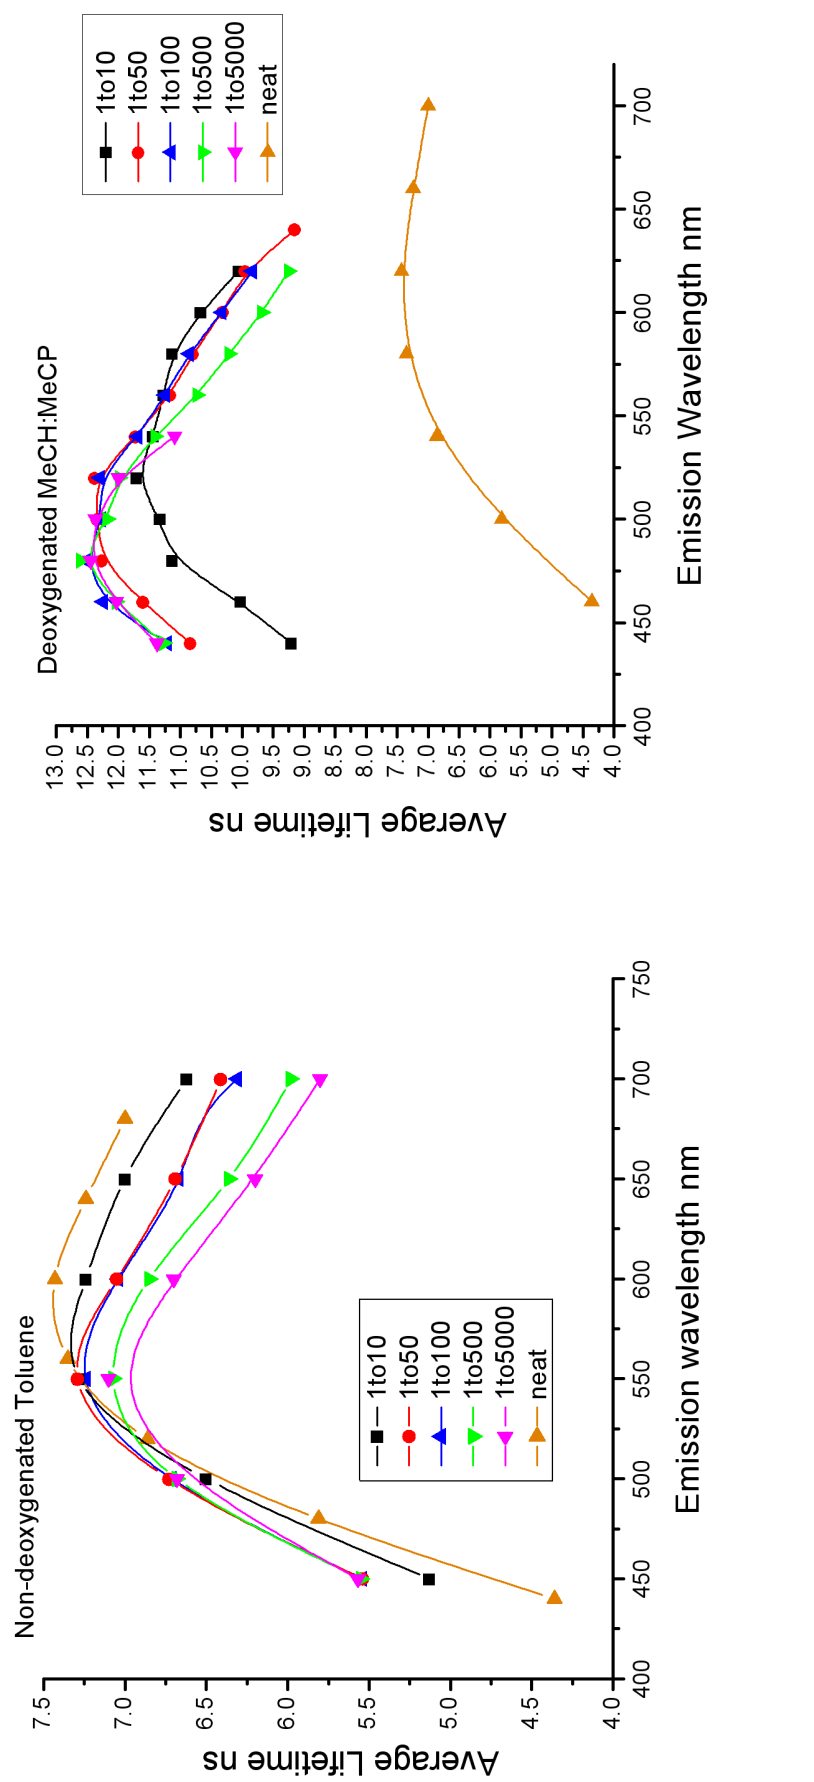 Non-deoxygenated Toluene
Average Lifetime ns
7.5
7.0
6.5
6.0
5.5
5.0
4.5
4.0
400
450
500
550
600
650
700
750
Emission wavelength nm
1to10
1to50
1to100
1to500
1to5000
neat
Deoxygenated MeCH:MeCP
Average Lifetime ns
13.0
12.5
12.0
11.5
11.0
10.5
10.0
9.5
9.0
8.5
8.0
7.5
7.0
6.5
6.0
5.5
5.0
4.5
4.0
400
450
500
550
600
650
700
Emission Wavelength nm
1to10
1to50
1to100
1to500
1to5000
neat